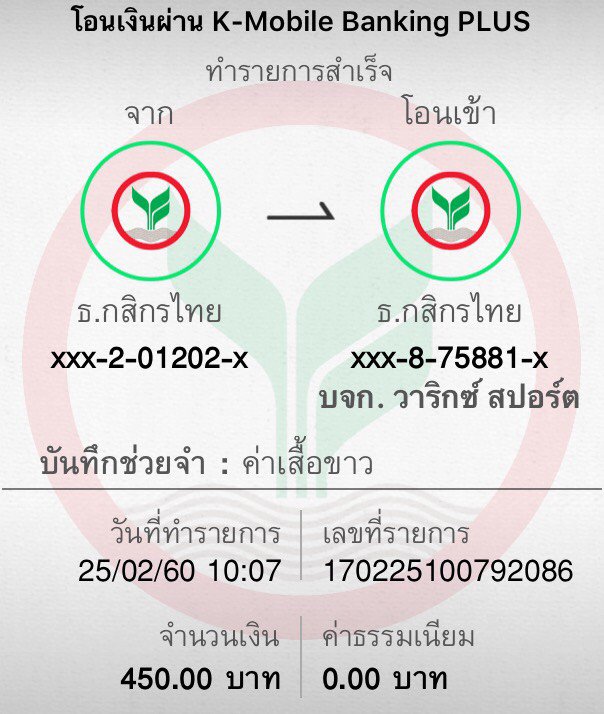 โอนเงินผ่าน K-Mobile Banking PLUS
ทำรายการสำเร็จ
จาก
โอนเข้า
ธ.กสิกรไทย
ธ.กสิกรไทย
xxx-2-01202-x
xxx-8-75881-x
บจก. วาริกซ์ สปอร์ต
บันทึกช่วยจำ : ค่าเสื้อขาว
วันที่ทำรายการ
เลขที่รายการ
25/02/60 10:07
170225100792086
จำนวนเงิน
ค่าธรรมเนียม
450.00 บาท
0.00 บาท